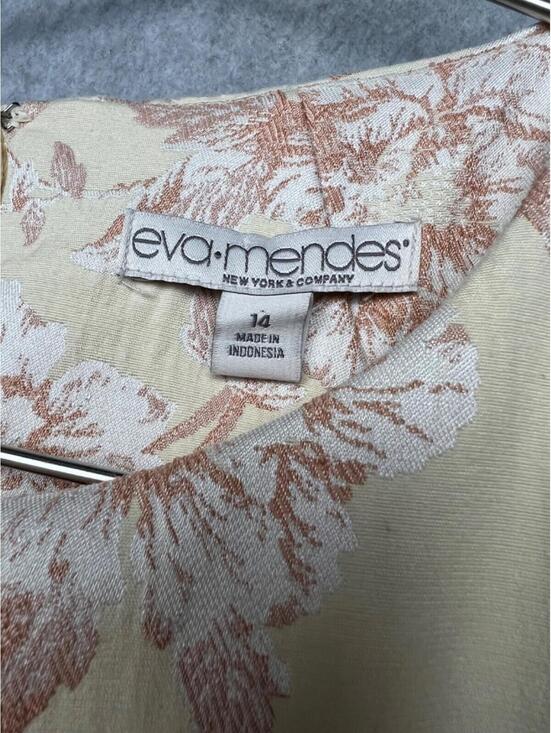 eva•mendes®
NEW YORK & COMPANY
14
MADE IN
INDONESIA